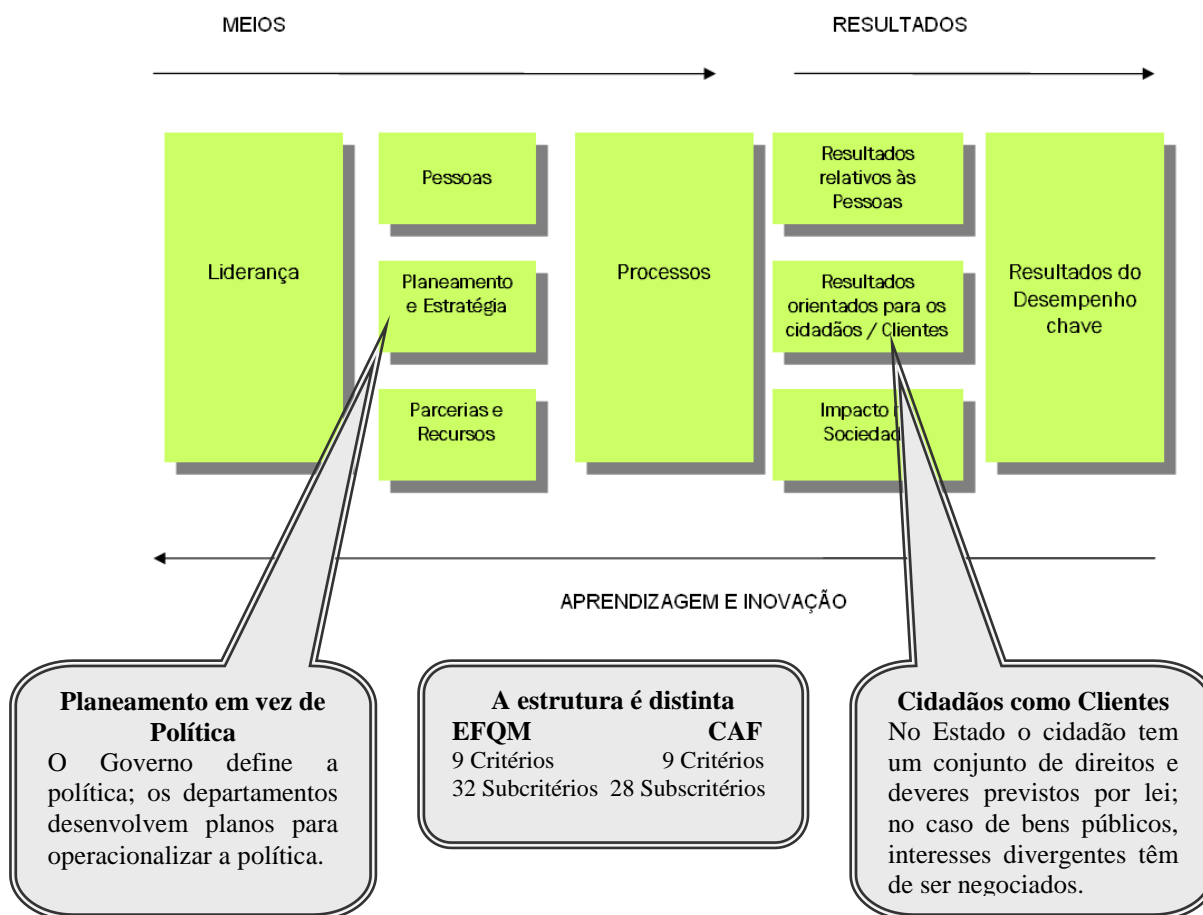 MEIOS
RESULTADOS
Liderança
Pessoas
Planeamento
e Estratégia
Parcerias e
Recursos
Processos
Resultados
relativos às
Pessoas
Resultados
orientados para os
cidadãos / Clientes
Impacto
Sociedad
Resultados do
Desempenho
chave
APRENDIZAGEM E INOVAÇÃO
Planeamento em vez de
Política
O Governo define a
política; os departamentos
desenvolvem planos para
operacionalizar a política.
A estrutura é distinta
EFQM CAF
9 Critérios 9 Critérios
32 Subcritérios 28 Subscritérios
Cidadãos como Clientes
No Estado o cidadão tem
um conjunto de direitos e
deveres previstos por lei;
no caso de bens públicos,
interesses divergentes têm
de ser negociados.